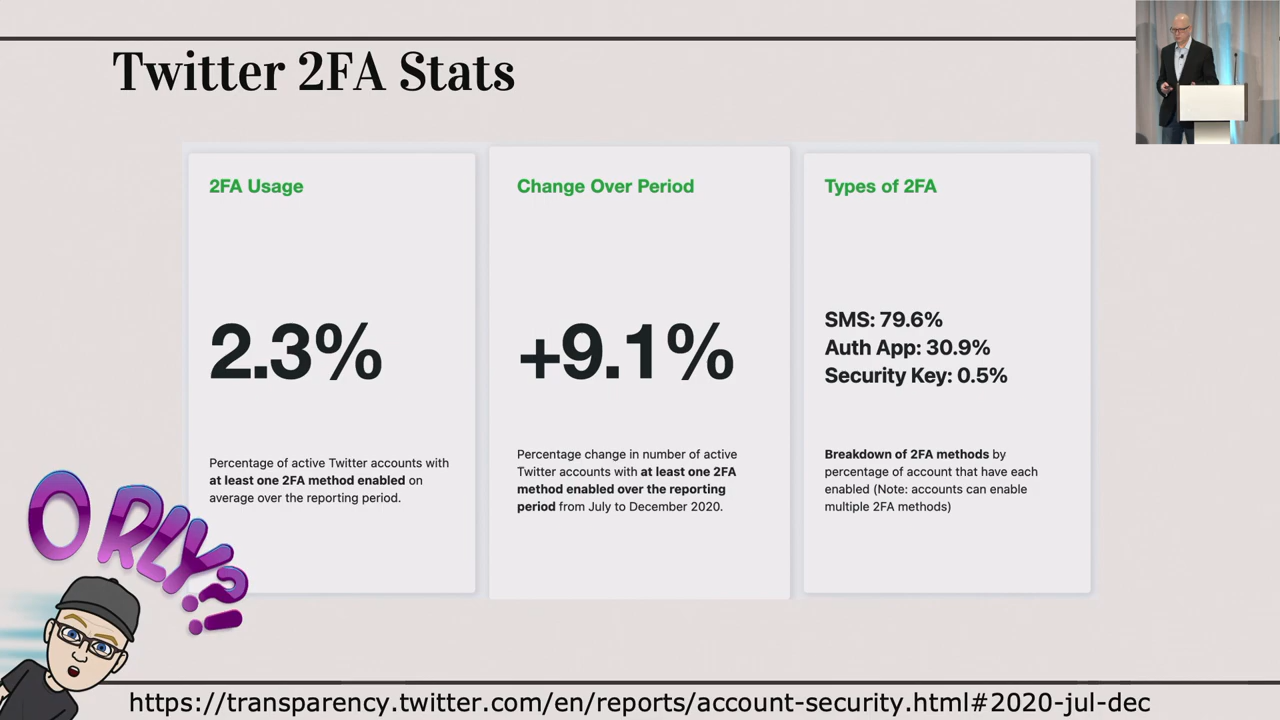 Twitter 2FA Stats
2FA Usage
2.3%
Percentage of active Twitter accounts with
at least one 2FA method enabled on
average over the reporting period.
Change Over Period
+9.1%
Percentage change in number of active
Twitter accounts with at least one 2FA
method enabled over the reporting
period from July to December 2020.
Types of 2FA
SMS: 79.6%
Auth App: 30.9%
Security Key: 0.5%
Breakdown of 2FA methods by
percentage of account that have each
enabled (Note: accounts can enable
multiple 2FA methods)
O RLY?!
https://transparency.twitter.com/en/reports/account-security.html#2020-jul-dec